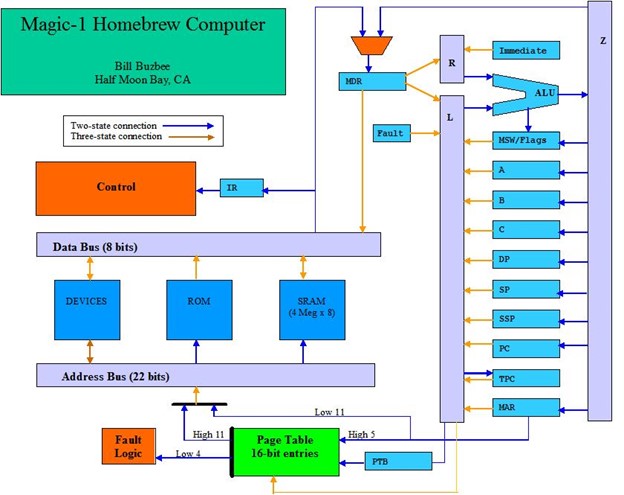 Magic-1 Homebrew Computer
Bill Buzbee
Half Moon Bay, CA
Two-state connection
Three-state connection
Z
R
Immediate
MDR
ALU
L
Fault
MSW/Flags
A
B
C
DP
SP
SSP
PC
TPC
MAR
Control
IR
Data Bus (8 bits)
DEVICES
ROM
SRAM
(4 Meg x 8)
Address Bus (22 bits)
Low 11
High 11
High 5
Fault
Logic
Low 4
Page Table
16-bit entries
PTB